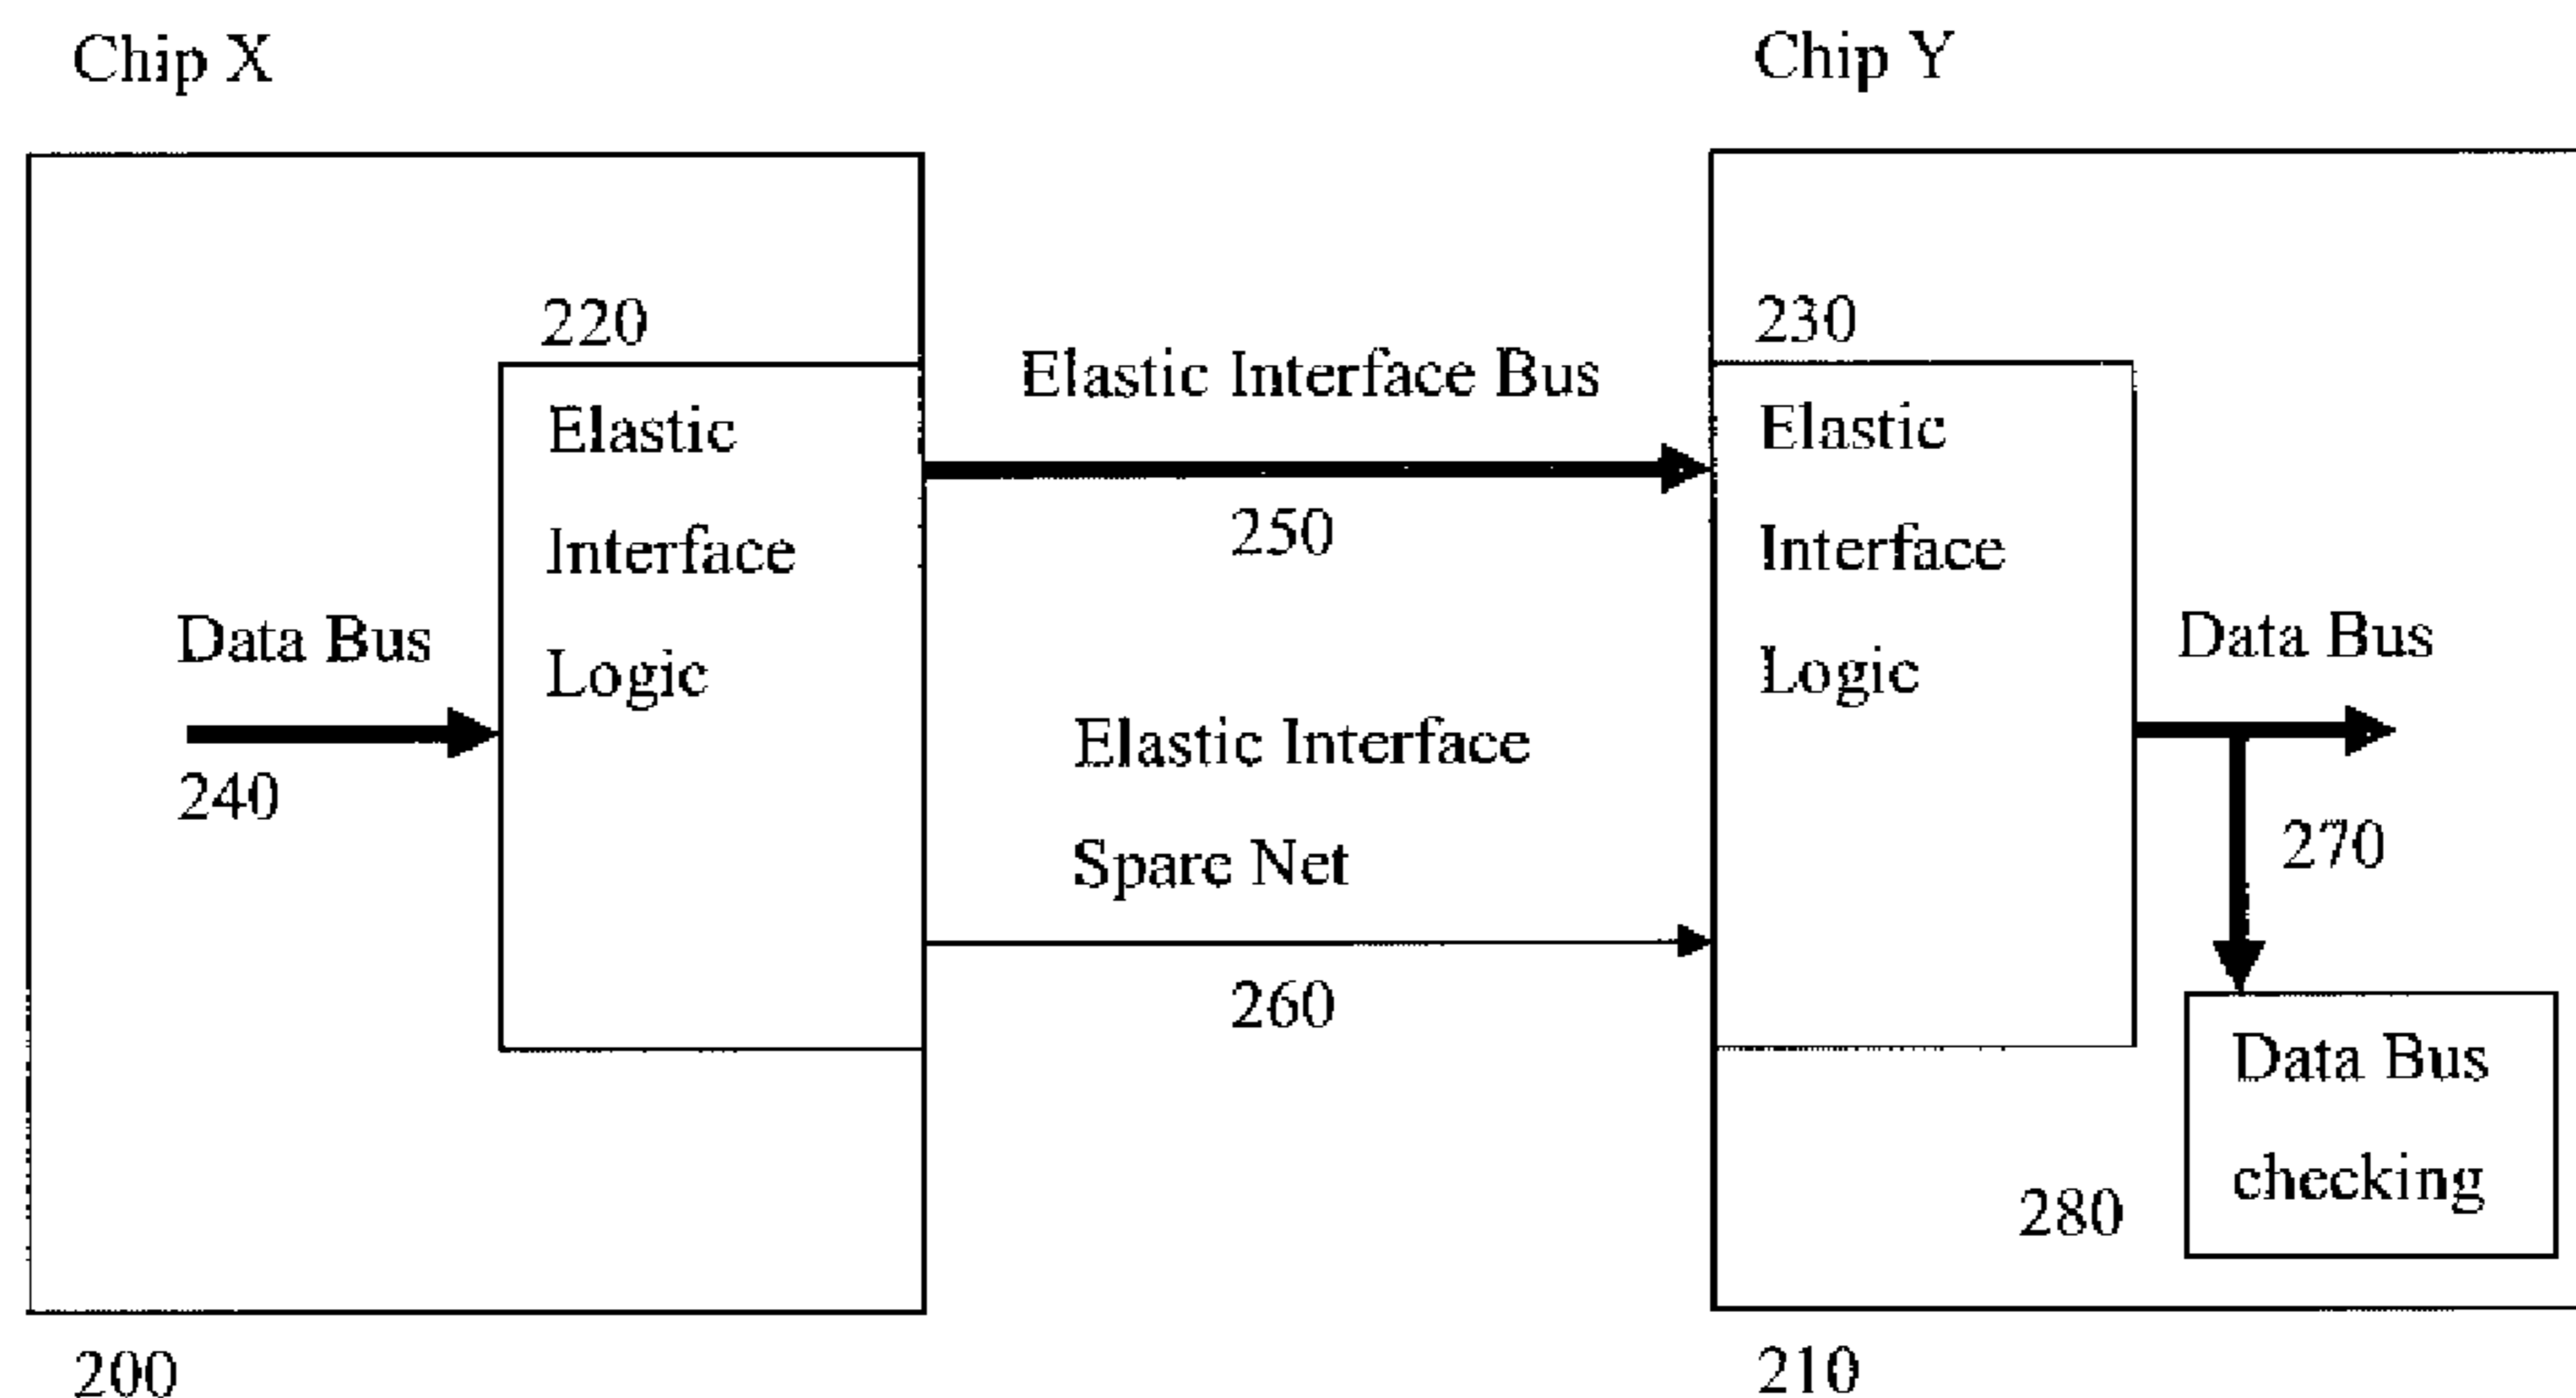 Chip X
Chip Y
220
230
Elastic Interface Bus
Elastic
Interface
Logic
Elastic
Interface
Logic
250
Data Bus
Data Bus
240
Elastic Interface
Spare Net
270
260
Data Bus
checking
280
200
210